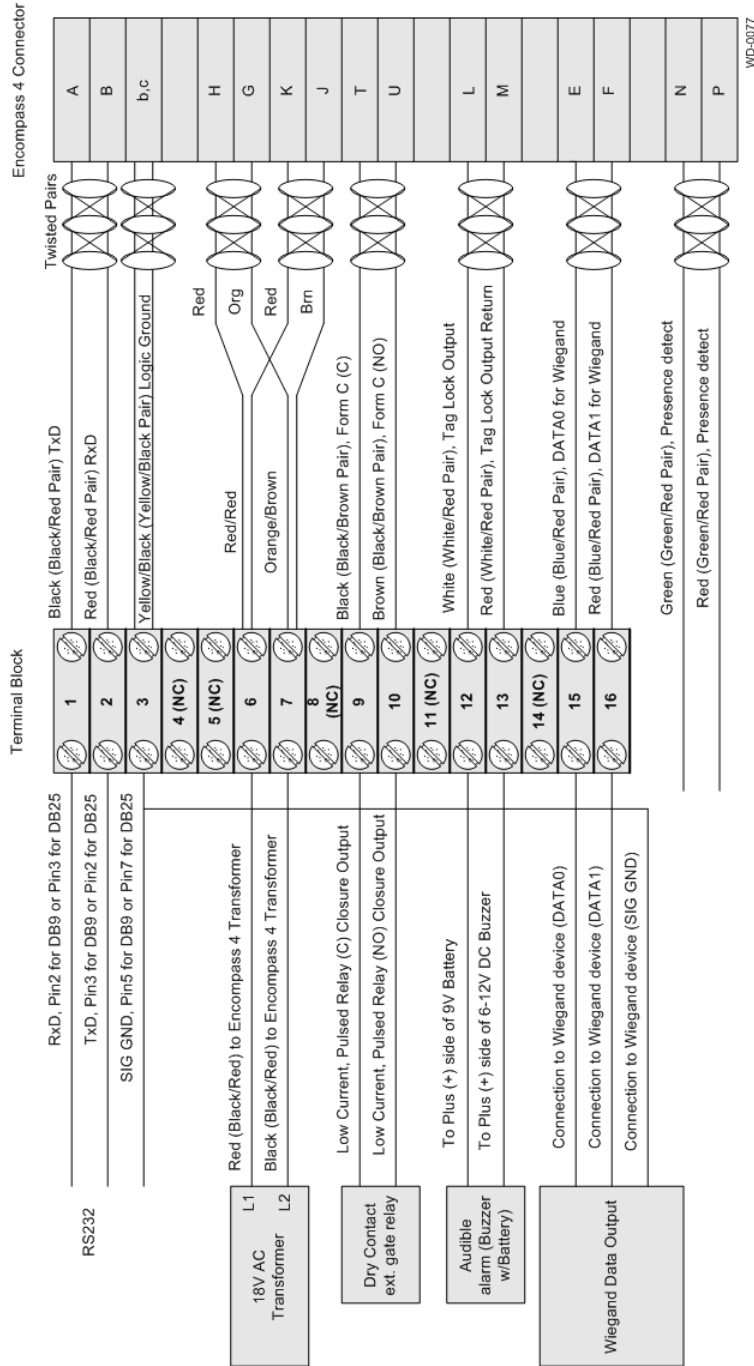 Encompass 4 Connector
A
B
b,c
H
G
K
J
T
U
L
M
E
F
N
P
WD-0077
Twisted Pairs
Red
Org
Red
Brn
Black (Black/Red Pair) TxD
Red (Black/Red Pair) RxD
Yellow/Black (Yellow/Black Pair) Logic Ground
Red/Red
Orange/Brown
Black (Black/Brown Pair), Form C (C)
Brown (Black/Brown Pair), Form C (NO)
White (White/Red Pair), Tag Lock Output
Red (White/Red Pair), Tag Lock Output Return
Blue (Blue/Red Pair), DATA0 for Wiegand
Red (Blue/Red Pair), DATA1 for Wiegand
Green (Green/Red Pair), Presence detect
Red (Green/Red Pair), Presence detect
Terminal Block
1
2
3
4 (NC)
5 (NC)
6
7
8
(NC)
9
10
11 (NC)
12
13
14 (NC)
15
16
RxD, Pin2 for DB9 or Pin3 for DB25
TxD, Pin3 for DB9 or Pin2 for DB25
SIG GND, Pin5 for DB9 or Pin7 for DB25
Red (Black/Red) to Encompass 4 Transformer
Black (Black/Red) to Encompass 4 Transformer
Low Current, Pulsed Relay (C) Closure Output
Low Current, Pulsed Relay (NO) Closure Output
To Plus (+) side of 9V Battery
To Plus (+) side of 6-12V DC Buzzer
Connection to Wiegand device (DATA0)
Connection to Wiegand device (DATA1)
Connection to Wiegand device (SIG GND)
RS232
L1
L2
18V AC
Transformer
Dry Contact
ext. gate relay
Audible
alarm (Buzzer
w/Battery)
Wiegand Data Output